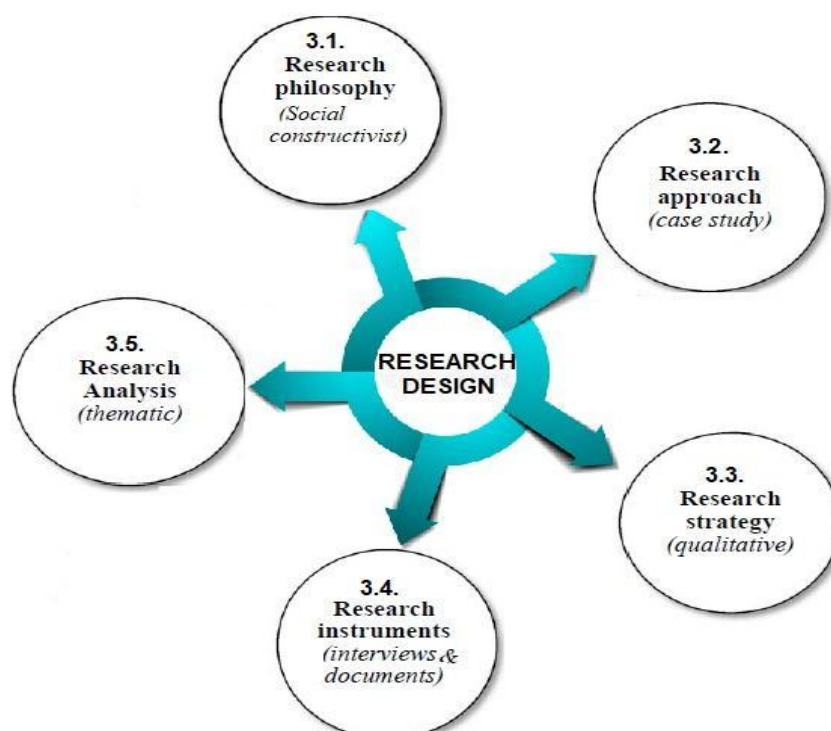 3.1.
Research
philosophy
(Social
constructivist)
3.2.
Research
approach
(case study)
RESEARCH
DESIGN
3.5.
Research
Analysis
(thematic)
3.3.
Research
strategy
(qualitative)
3.4.
Research
instruments
(interviews &
documents)